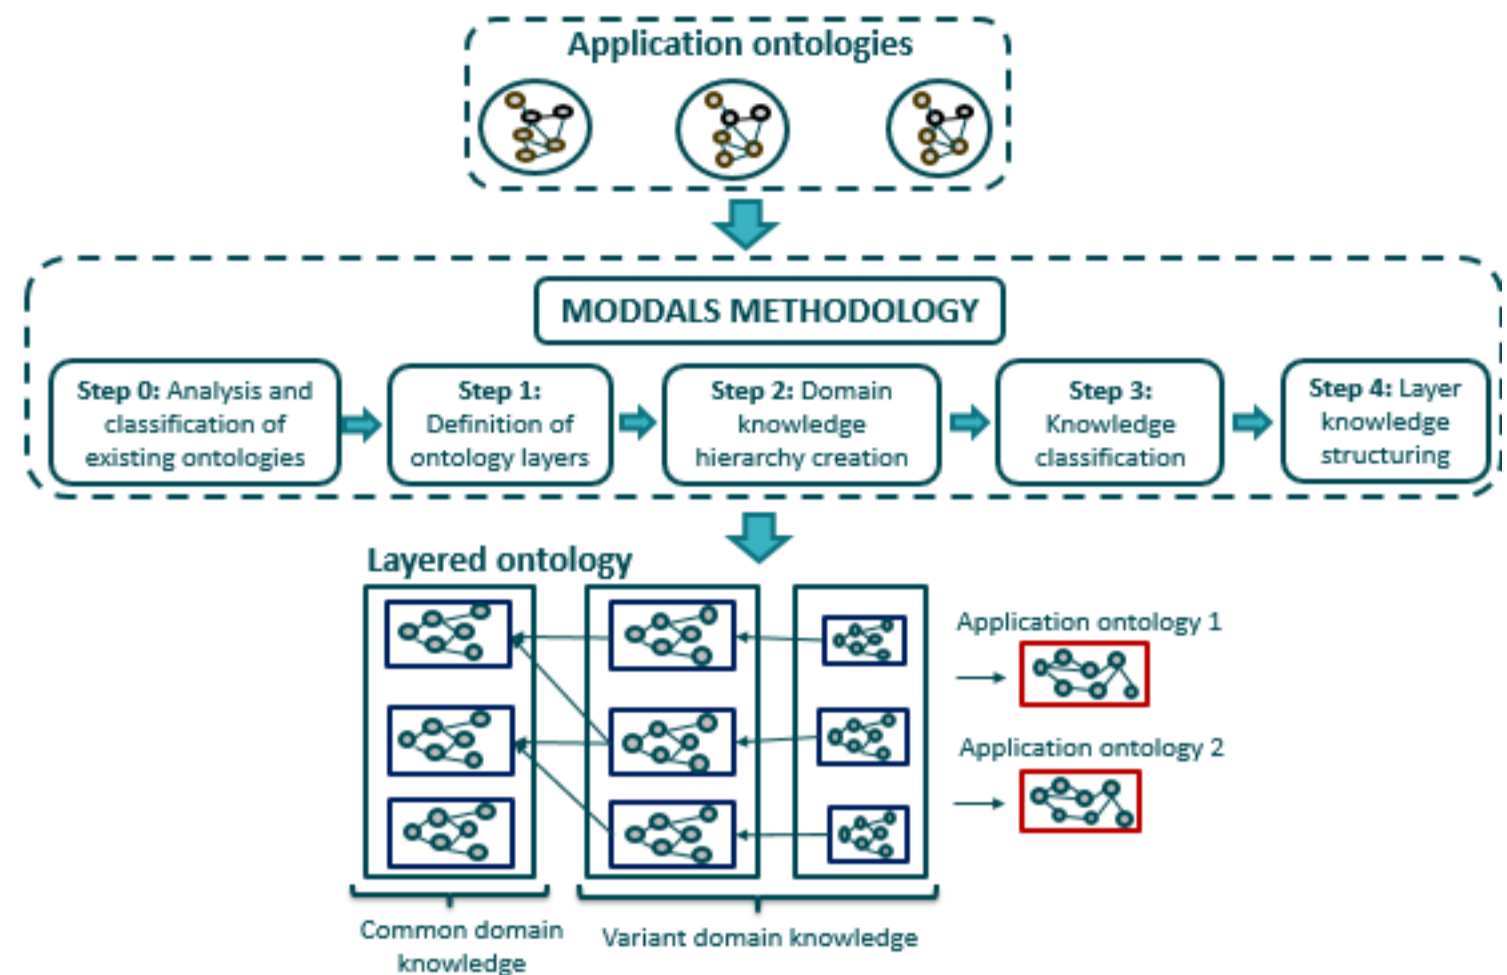 Application ontologies
MODDALS METHODOLOGY
Step 0: Analysis and
classification of
existing ontologies
Step 1:
Definition of
ontology layers
Step 2: Domain
knowledge
hierarchy creation
Step 3:
Knowledge
classification
Step 4: Layer
knowledge
structuring
Layered ontology
Application ontology 1
Application ontology 2
Common domain
knowledge
Variant domain knowledge